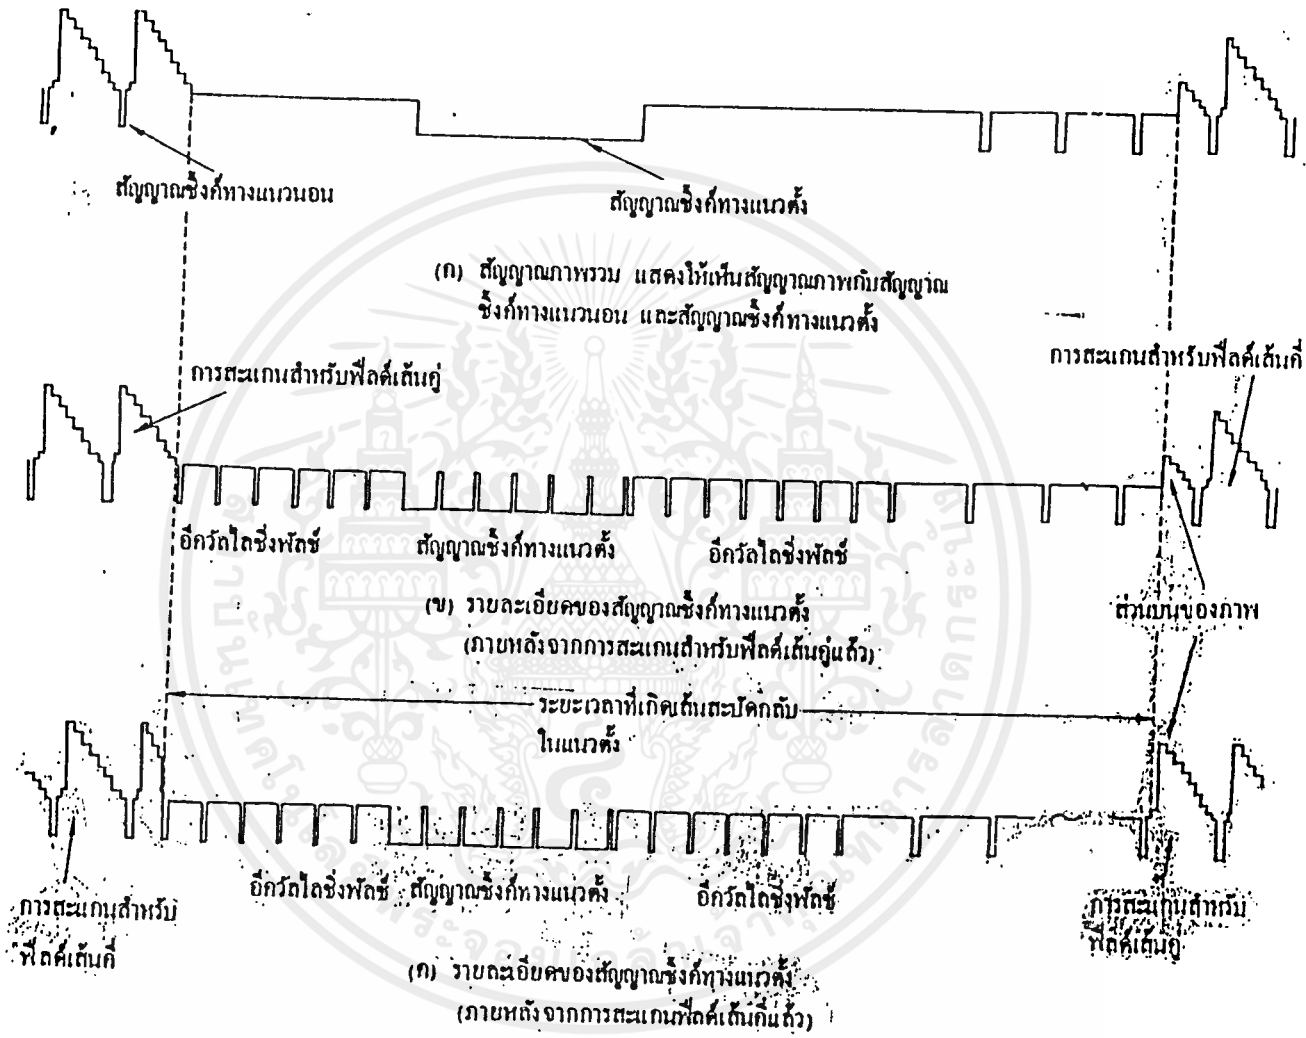 สัญญาณซิ้งก์ทางแนวนอน
สัญญาณซิ้งก์ทางแนวตั้ง
(ก) สัญญาณภาพรวม แสดงให้เห็นสัญญาณภาพกับสัญญาณ
ซิ้งก์ทางแนวนอน และสัญญาณซิ้งก์ทางแนวตั้ง
การสะแกนสำหรับฟีลด์เส้นคู่
การสะแกนสำหรับฟีลด์เส้นคี่
อีกวัลไลซิ่งพัลซ์
สัญญาณซิ้งก์ทางแนวตั้ง
อีกวัลไลซิ่งพัลซ์
(ข) รายละเอียดของสัญญาณซิ้งก์ทางแนวตั้ง
(ภายหลังจากการสะแกนสำหรับฟีลด์เส้นคู่แล้ว)
ส่วนบนของภาพ
ระยะเวลาที่เกิดเส้นสะบัดกลับ
ในแนวตั้ง
อีกวัลไลซิ่งพัลซ์
สัญญาณซิ้งก์ทางแนวตั้ง
อีกวัลไลซิ่งพัลซ์
การสะแกนสำหรับ
ฟีลด์เส้นคี่
การสะแกนสำหรับ
ฟีลด์เส้นคู่
(ค) รายละเอียดของสัญญาณซิ้งก์ทางแนวตั้ง
(ภายหลังจากการสะแกนฟีลด์เส้นคี่แล้ว)